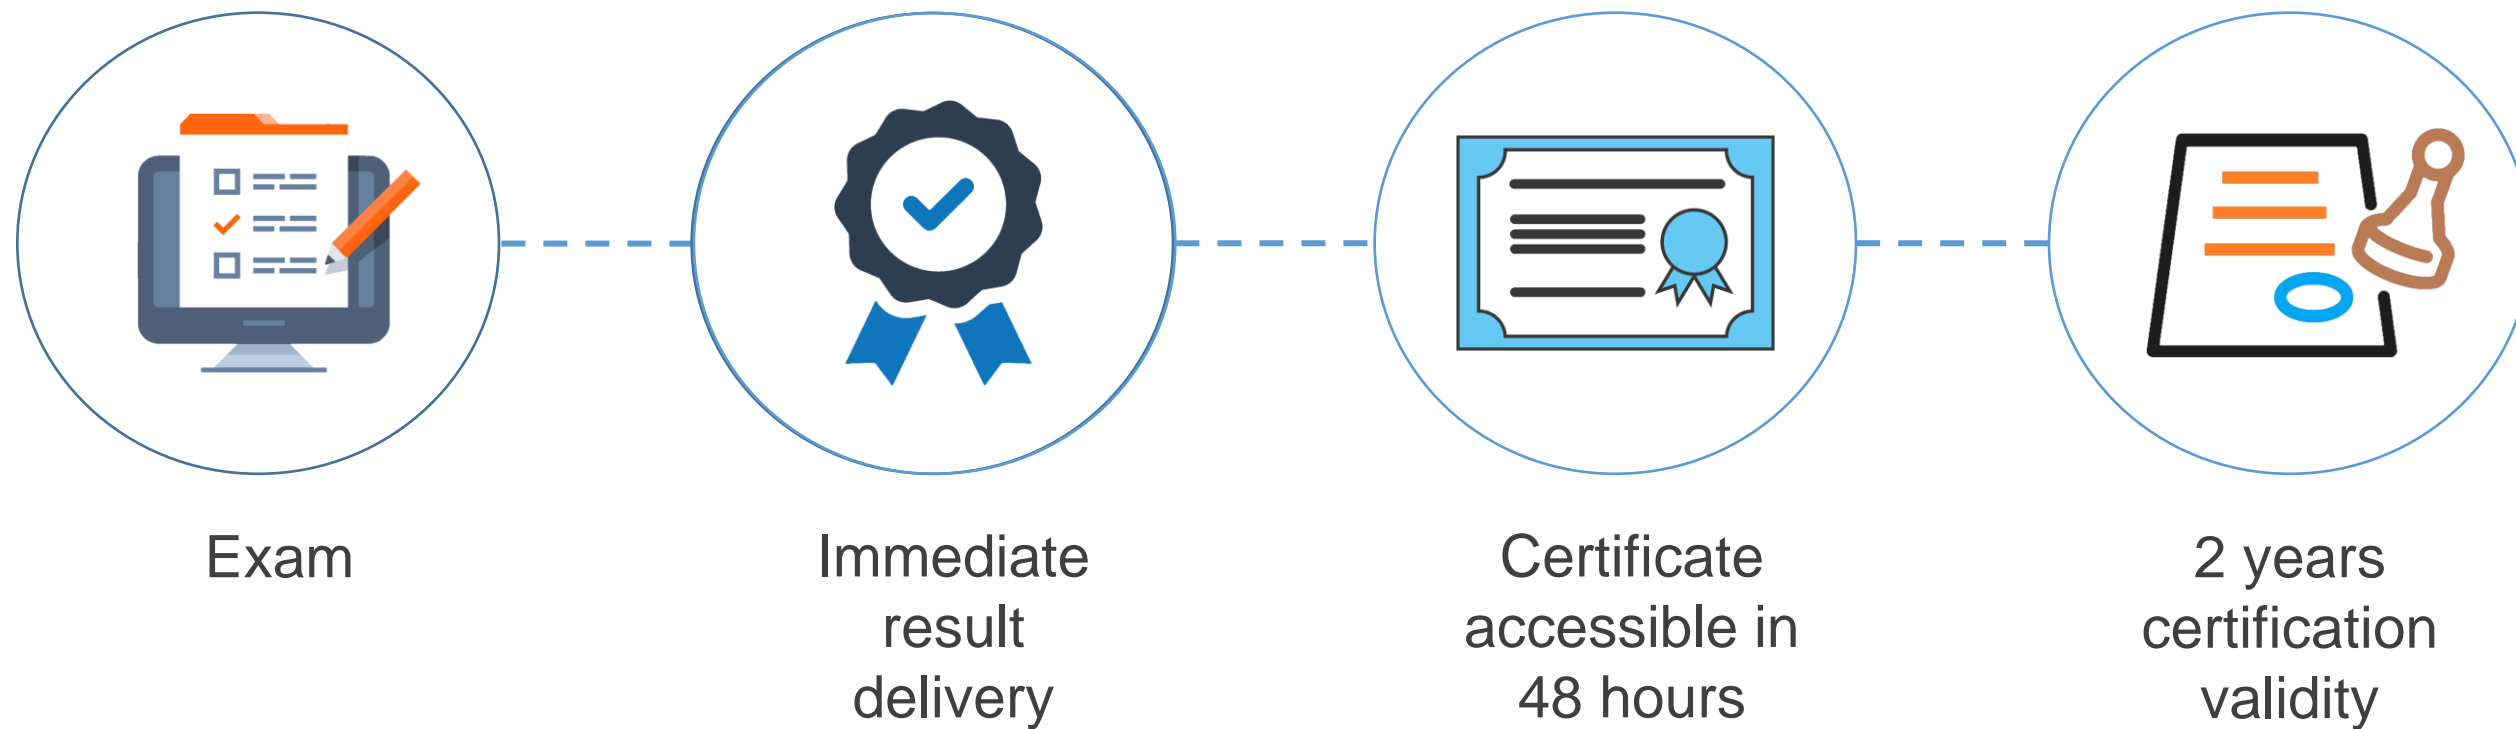 Exam
Immediate
result
delivery
Certificate
accessible in
48 hours
2 years
certification
validity